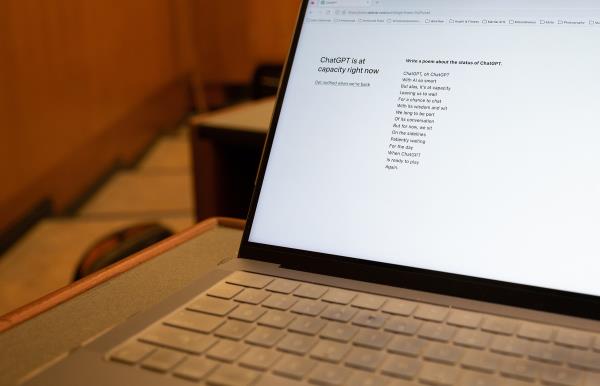 ChatGPT is at
capacity right now
Get notified when we're back
Write a poem about the status of ChatGPT.
ChatGPT, oh ChatGPT
With AI so smart
But alas, it's at capacity
Leaving us to wait
For a chance to chat
With its wisdom and wit
We long to be part
Of its conversation
But for now, we sit
On the sidelines
Patiently waiting
For the day
When ChatGPT
is ready to play
Again.